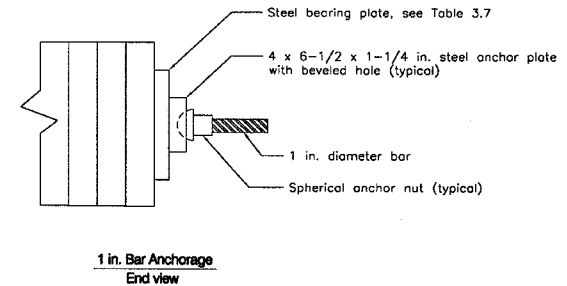 Steel bearing plate, see Table 3.7
4 x 6-1/2 x 1-1/4 in. steel anchor plate
with beveled hole (typical)
1 in. diameter bar
Spherical anchor nut (typical)
1 in. Bar Anchorage
End view